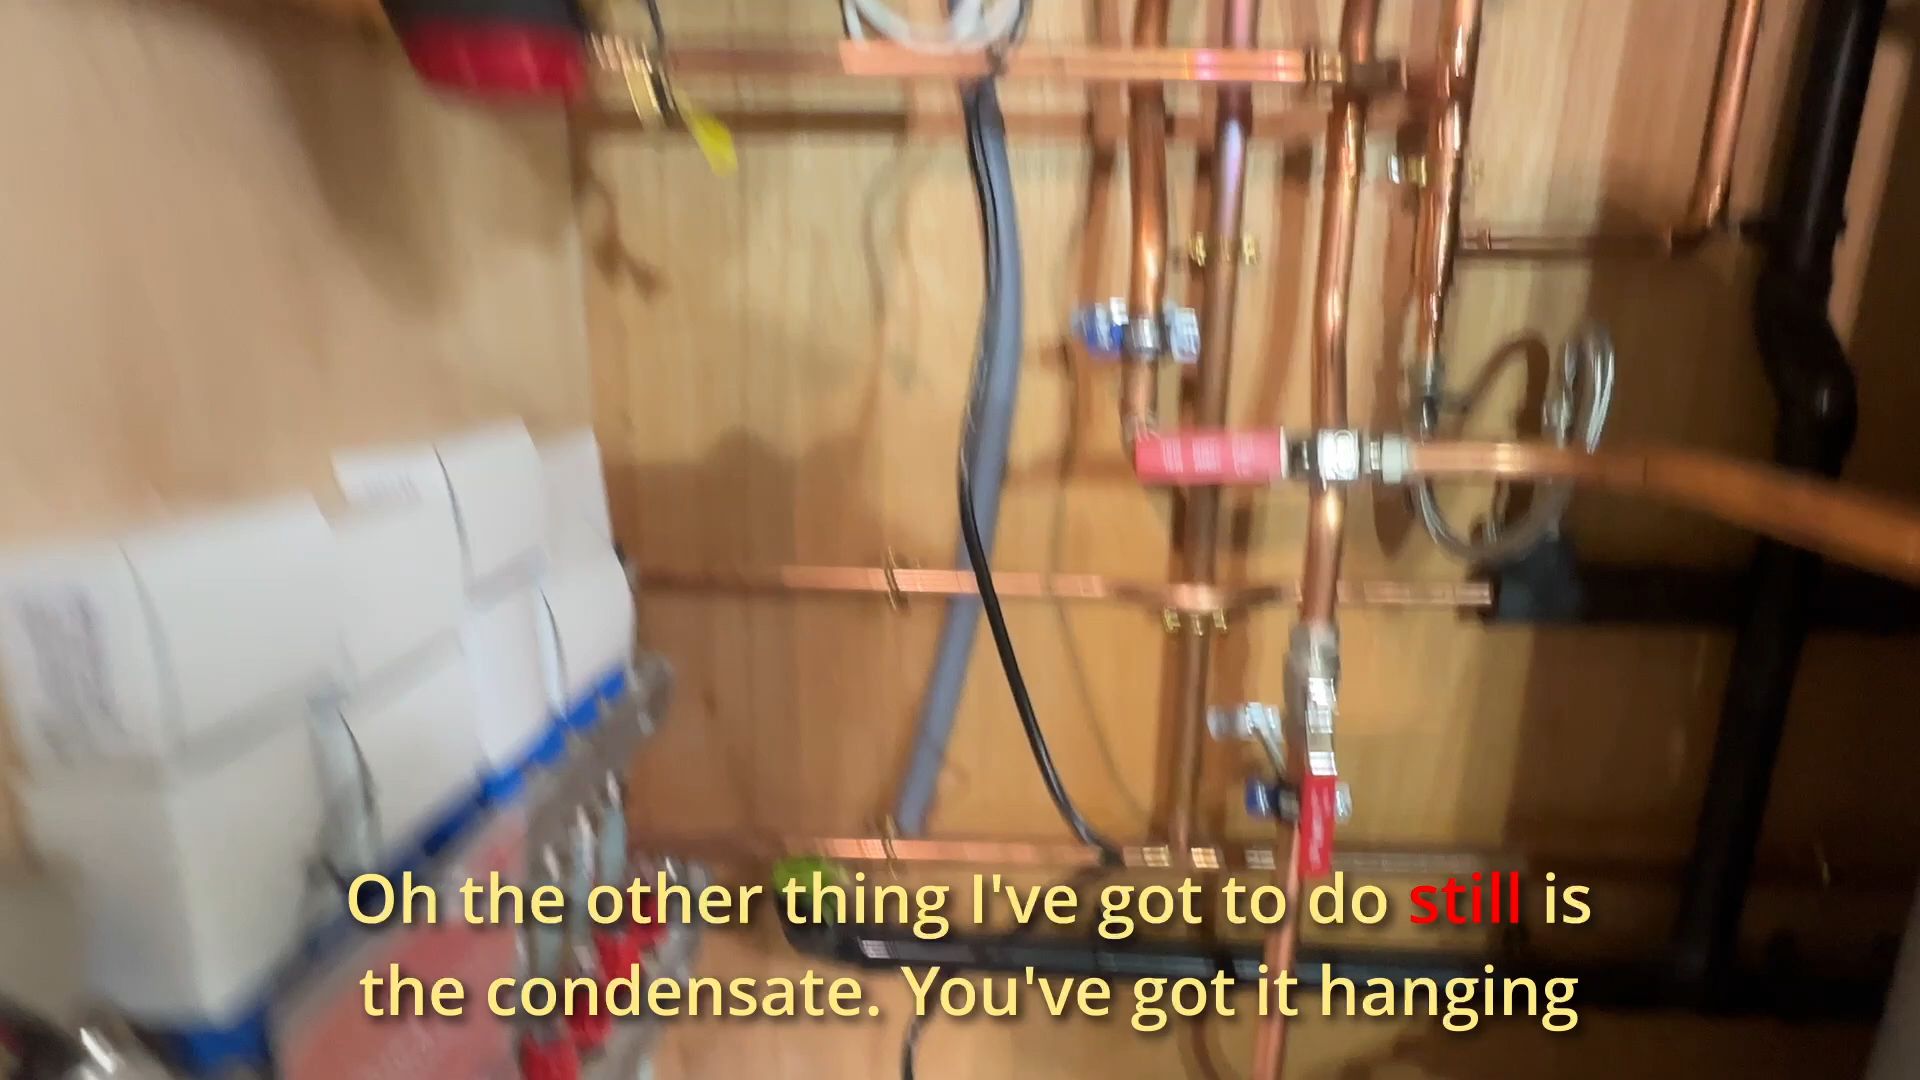 Oh the other thing I've got to do still is
the condensate. You've got it hanging